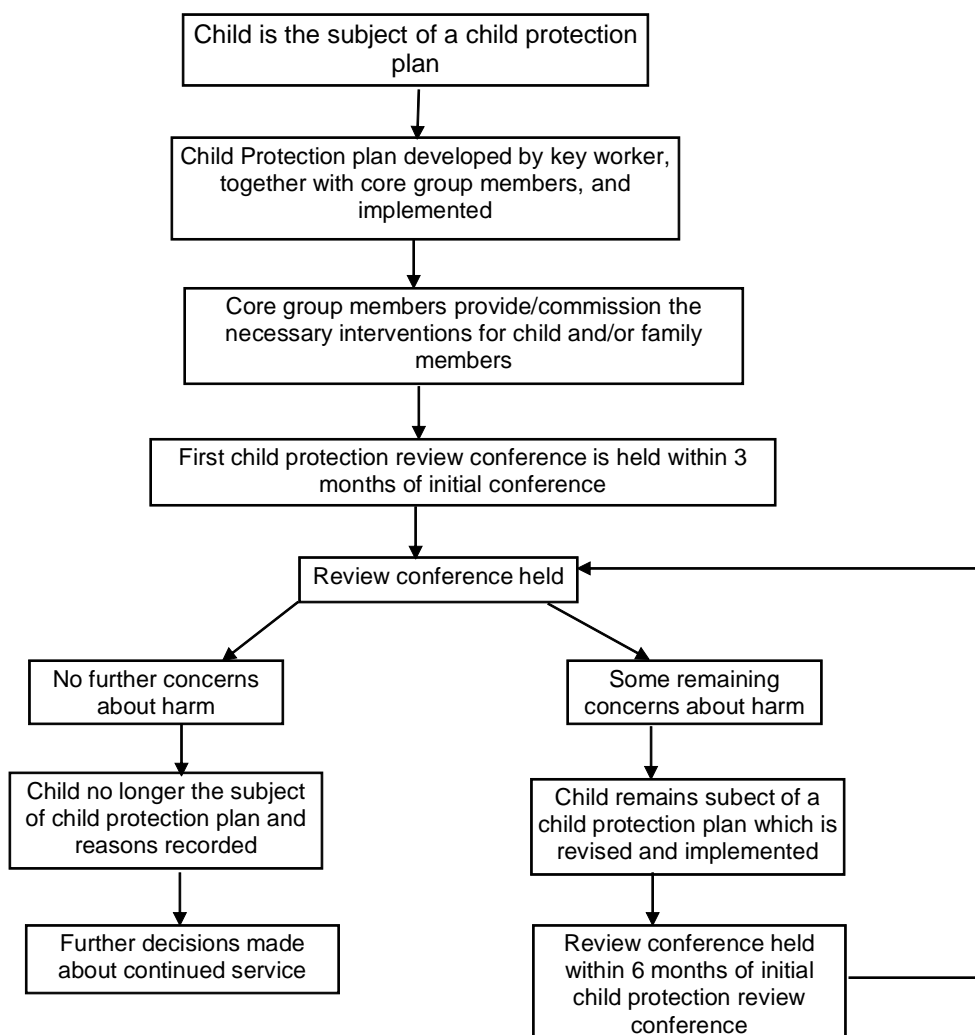 Child is the subject of a child protection
plan
Child Protection plan developed by key worker,
together with core group members, and
implemented
Core group members provide/commission the
necessary interventions for child and/or family
members
First child protection review conference is held within 3
months of initial conference
Review conference held
No further concerns
about harm
Some remaining
concerns about harm
Child no longer the subject
of child protection plan and
reasons recorded
Child remains subect of a
child protection plan which is
revised and implemented
Further decisions made
about continued service
Review conference held
within 6 months of initial
child protection review
conference